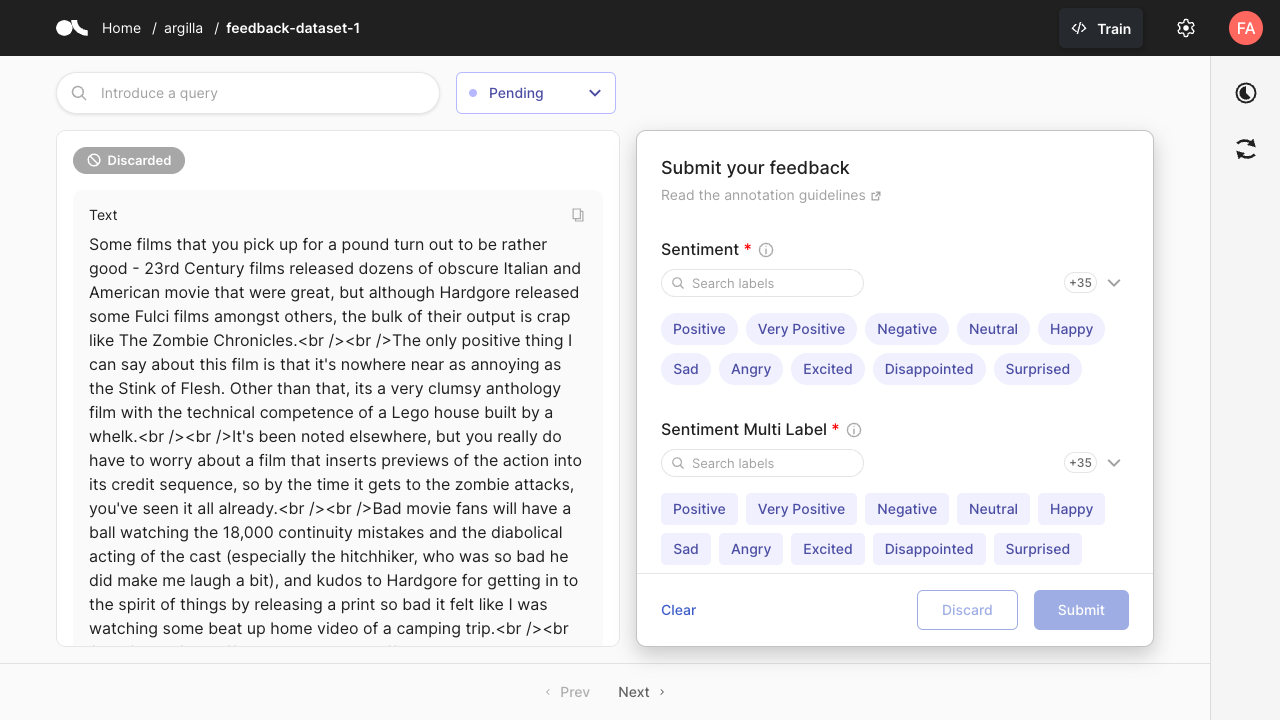 Home / argilla / feedback-dataset-1
Train
FA
Introduce a query
Pending
Discarded
Text
Some films that you pick up for a pound turn out to be rather
good - 23rd Century films released dozens of obscure Italian and
American movie that were great, but although Hardgore released
some Fulci films amongst others, the bulk of their output is crap
like The Zombie Chronicles.<br /><br />The only positive thing I
can say about this film is that it's nowhere near as annoying as
the Stink of Flesh. Other than that, its a very clumsy anthology
film with the technical competence of a Lego house built by a
whelk.<br /><br />It's been noted elsewhere, but you really do
have to worry about a film that inserts previews of the action into
its credit sequence, so by the time it gets to the zombie attacks,
you've seen it all already.<br /><br />Bad movie fans will have a
ball watching the 18,000 continuity mistakes and the diabolical
acting of the cast (especially the hitchhiker, who was so bad he
did make me laugh a bit), and kudos to Hardgore for getting in to
the spirit of things by releasing a print so bad it felt like I was
watching some beat up home video of a camping trip.<br /><br
Submit your feedback
Read the annotation guidelines
Sentiment *
Search labels
+35
Positive Very Positive Negative Neutral Happy
Sad Angry Excited Disappointed Surprised
Sentiment Multi Label *
Search labels
+35
Positive Very Positive Negative Neutral Happy
Sad Angry Excited Disappointed Surprised
Clear
Discard
Submit
Prev
Next